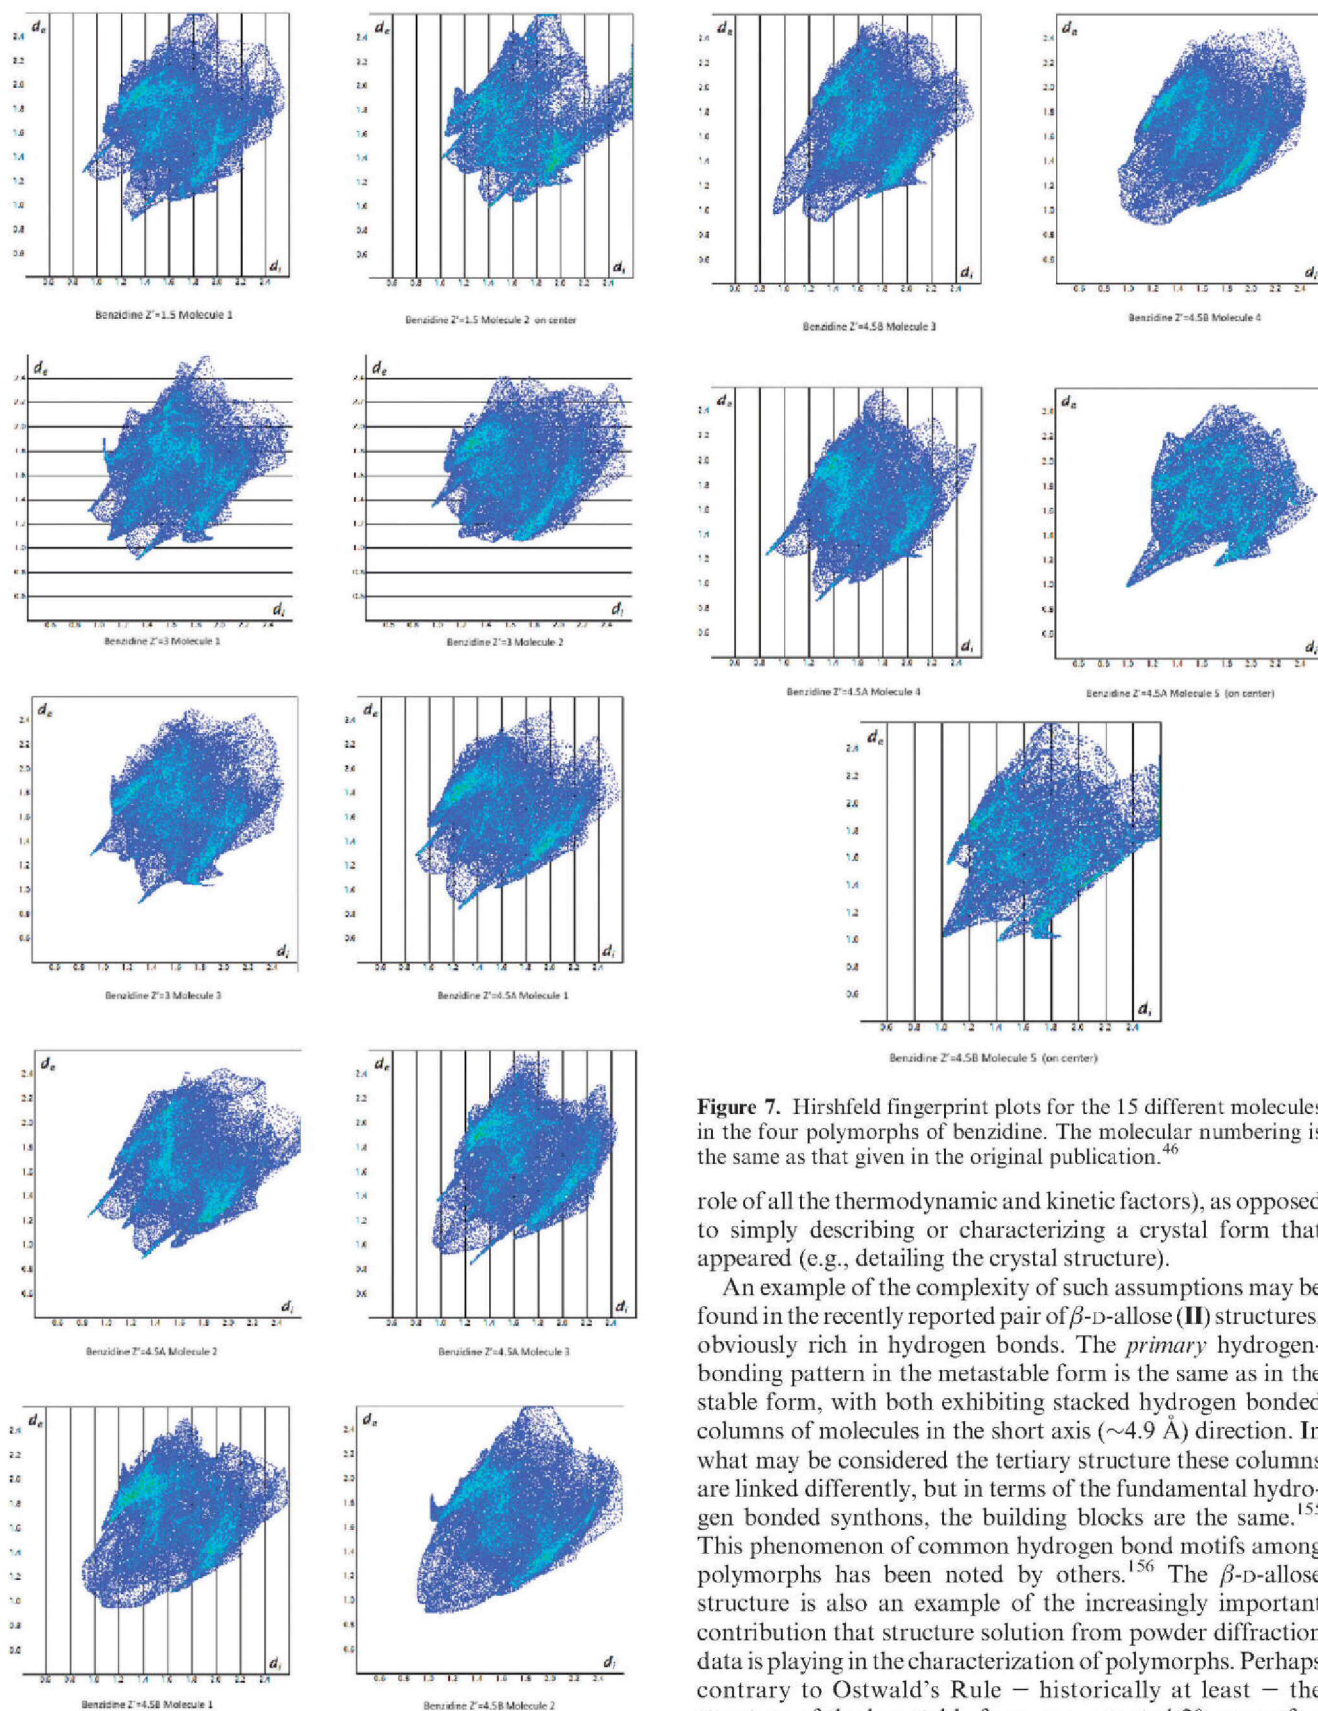 Benzidine Z'=1.5 Molecule 1
Benzidine Z'=1.5 Molecule 2 on center
Benzidine Z'=3 Molecule 1
Benzidine Z'=3 Molecule 2
Benzidine Z'=3 Molecule 3
Benzidine Z'=4.5A Molecule 1
Benzidine Z'=4.5A Molecule 2
Benzidine Z'=4.5A Molecule 3
Benzidine Z'=4.5B Molecule 1
Benzidine Z'=4.5B Molecule 2
Benzidine Z'=4.5B Molecule 3
Benzidine Z'=4.5B Molecule 4
Benzidine Z'=4.5A Molecule 4
Benzidine Z'=4.5A Molecule 5 (on center)
Benzidine Z'=4.5B Molecule 5 (on center)
Figure 7. Hirshfeld fingerprint plots for the 15 different molecules
in the four polymorphs of benzidine. The molecular numbering is
the same as that given in the original publication.46
role of all the thermodynamic and kinetic factors), as opposed
to simply describing or characterizing a crystal form that
appeared (e.g., detailing the crystal structure).
An example of the complexity of such assumptions may be
found in the recently reported pair of β-D-allose (II) structures,
obviously rich in hydrogen bonds. The primary hydrogen-
bonding pattern in the metastable form is the same as in the
stable form, with both exhibiting stacked hydrogen bonded
columns of molecules in the short axis (~4.9 Å) direction. In
what may be considered the tertiary structure these columns
are linked differently, but in terms of the fundamental hydro-
gen bonded synthons, the building blocks are the same.155
This phenomenon of common hydrogen bond motifs among
polymorphs has been noted by others.156 The β-D-allose
structure is also an example of the increasingly important
contribution that structure solution from powder diffraction
data is playing in the characterization of polymorphs. Perhaps
contrary to Ostwald's Rule – historically at least – the